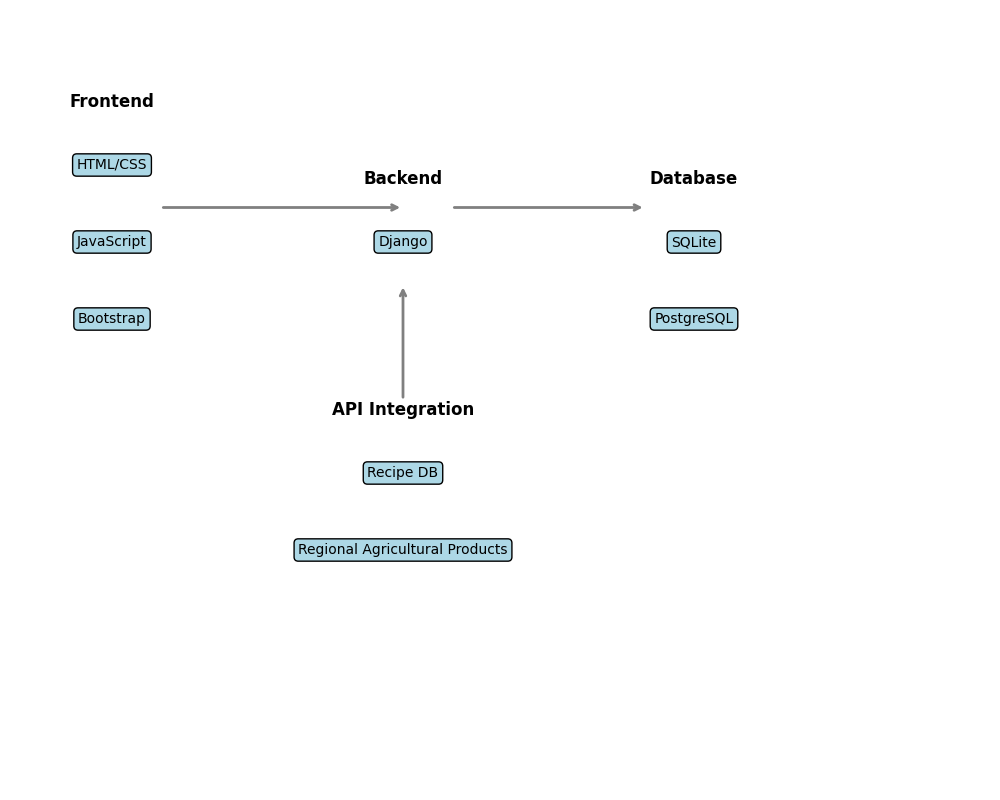 Frontend
HTML/CSS
JavaScript
Bootstrap
Backend
Django
Database
SQLite
PostgreSQL
API Integration
Recipe DB
Regional Agricultural Products